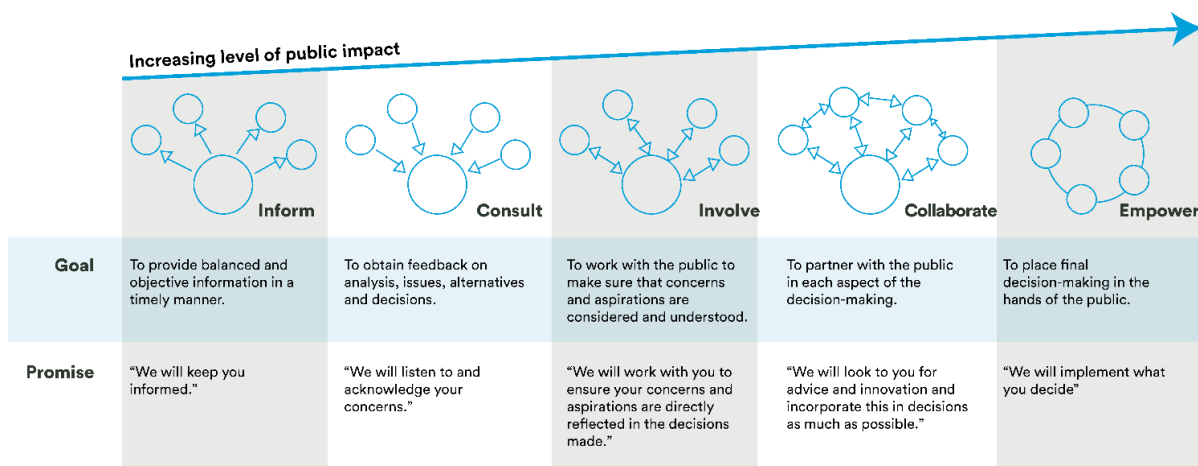 Increasing level of public impact
Inform
Consult
Involve
Collaborate
Empower
Goal
To provide balanced and
objective information in a
timely manner.
To obtain feedback on
analysis, issues, alternatives
and decisions.
To work with the public to
make sure that concerns
and aspirations are
considered and understood.
To partner with the public
in each aspect of the
decision-making.
To place final
decision-making in the
hands of the public.
Promise
“We will keep you
informed.”
“We will listen to and
acknowledge your
concerns.”
“We will work with you to
ensure your concerns and
aspirations are directly
reflected in the decisions
made.”
“We will look to you for
advice and innovation and
incorporate this in decisions
as much as possible.”
“We will implement what
you decide”